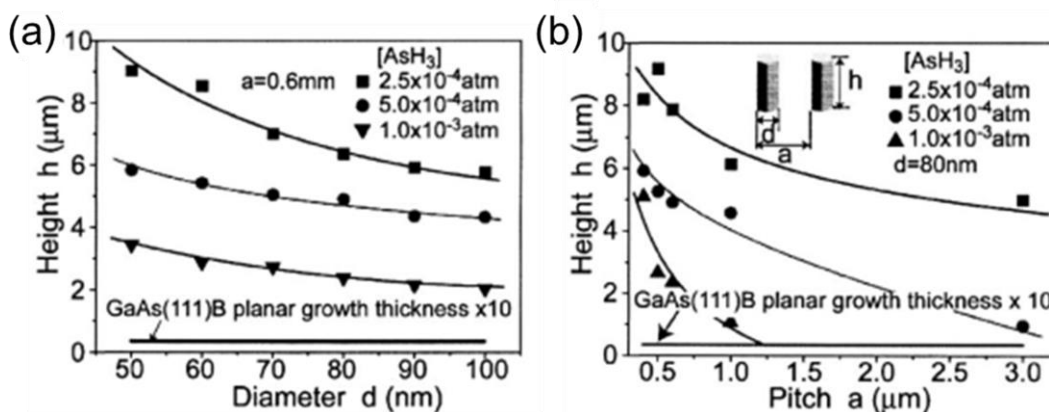 (a)
10
8
6
4
2
0
Height h (μm)
a=0.6mm
[AsH₃]
■ 2.5x10⁻⁴atm
● 5.0x10⁻⁴atm
▼ 1.0x10⁻³atm
GaAs(111)B planar growth thickness x10
50 60 70 80 90 100
Diameter d (nm)
(b)
10
8
6
4
2
0
Height h (μm)
h
d
a
[AsH₃]
■ 2.5x10⁻⁴atm
● 5.0x10⁻⁴atm
▲ 1.0x10⁻³atm
d=80nm
GaAs(111)B planar growth thickness x 10
0.5 1.0 1.5 2.0 2.5 3.0
Pitch a (μm)